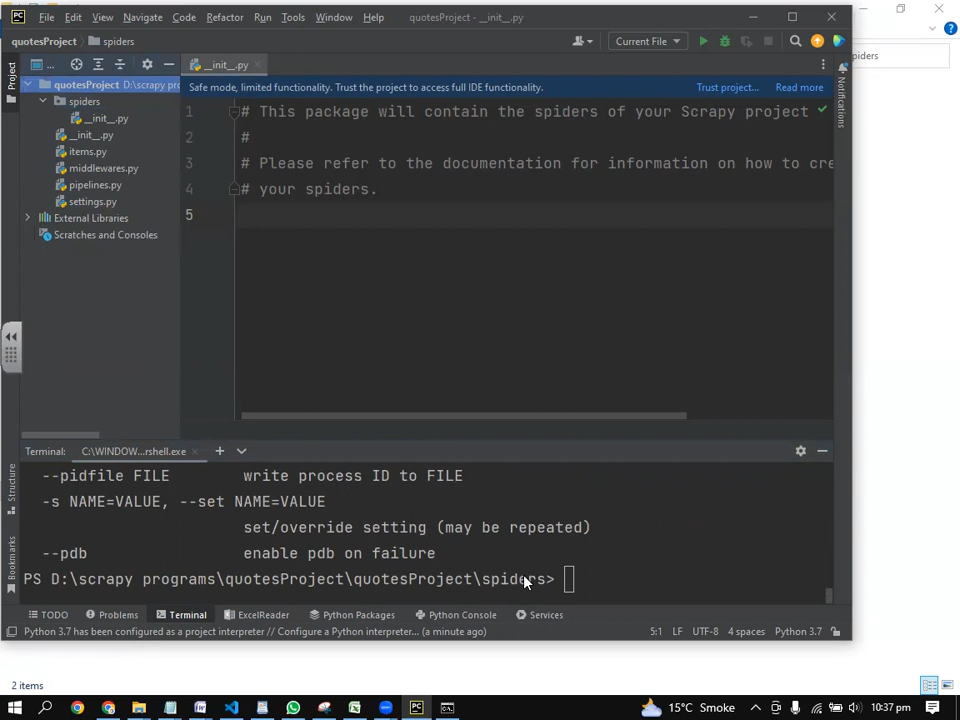 PC File Edit View Navigate Code Refactor Run Tools Window Help quotesProject - __init__.py
quotesProject spiders Current File
Project ... __init__.py
quotesProject D:\scrapy pro
spiders
__init__.py
__init__.py
items.py
middlewares.py
pipelines.py
settings.py
External Libraries
Scratches and Consoles
Safe mode, limited functionality. Trust the project to access full IDE functionality. Trust project... Read more
1 # This package will contain the spiders of your Scrapy project
2 #
3 # Please refer to the documentation for information on how to cre
4 # your spiders.
5
Notifications
piders
Structure
Bookmarks
Terminal: C:\WINDOW...rshell.exe
--pidfile FILE write process ID to FILE
-s NAME=VALUE, --set NAME=VALUE
set/override setting (may be repeated)
--pdb enable pdb on failure
PS D:\scrapy programs\quotesProject\quotesProject\spiders>
TODO Problems Terminal ExcelReader Python Packages Python Console Services
Python 3.7 has been configured as a project interpreter // Configure a Python interpreter... (a minute ago) 5:1 LF UTF-8 4 spaces Python 3.7
2 items
15°C Smoke 10:37 pm